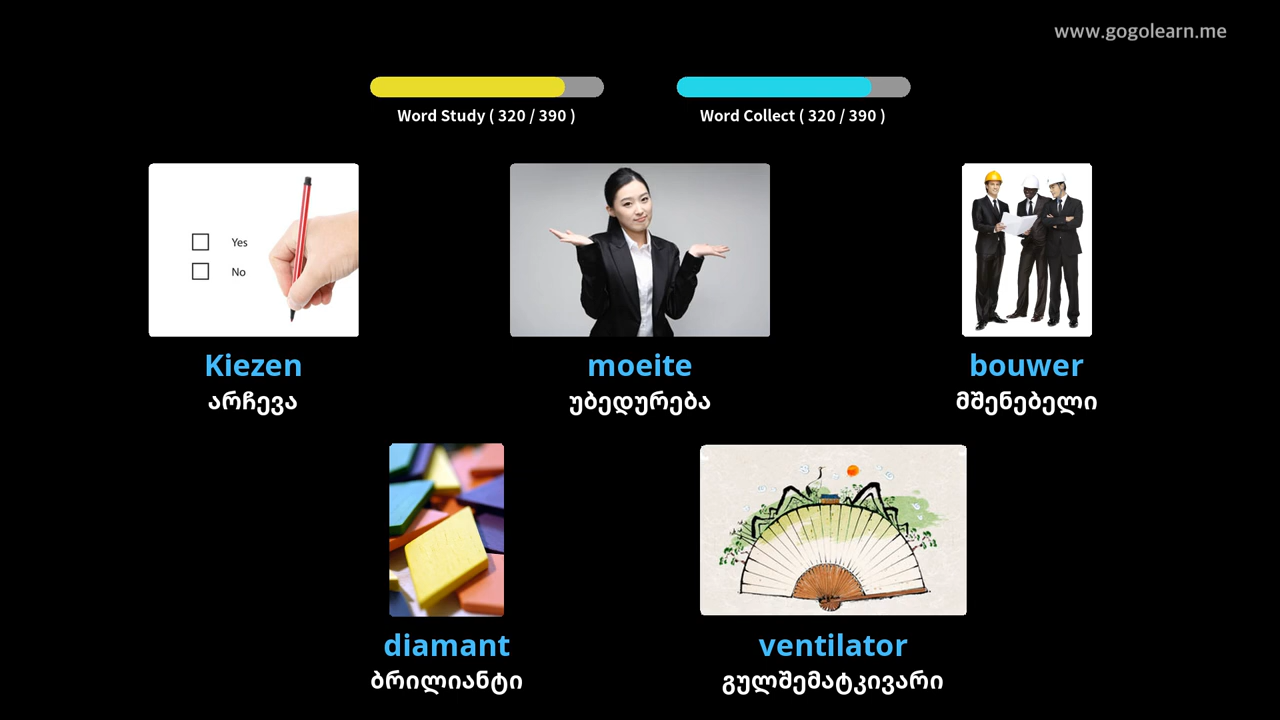 www.gogolearn.me
Word Study ( 320 / 390 )
Word Collect ( 320 / 390 )
Yes
No
Kiezen
არჩევა
moeite
უბედურება
bouwer
მშენებელი
diamant
ბრილიანტი
ventilator
გულშემატკივარი